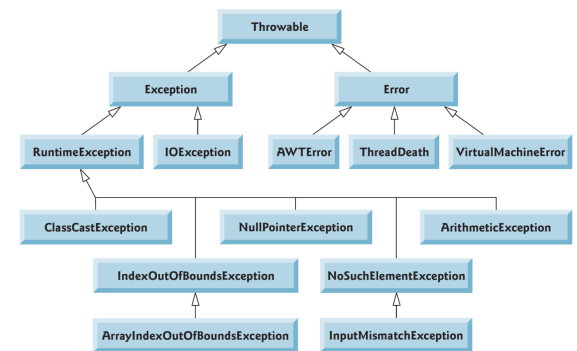 Throwable
Exception
Error
RuntimeException
IOException
AWTError
ThreadDeath
VirtualMachineError
ClassCastException
NullPointerException
ArithmeticException
IndexOutOfBoundsException
NoSuchElementException
ArrayIndexOutOfBoundsException
InputMismatchException